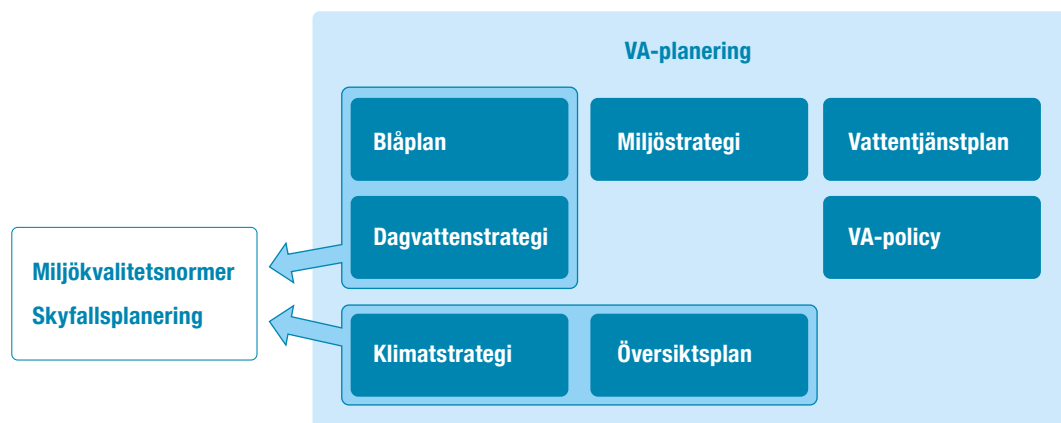 VA-planering
Blåplan
Miljöstrategi
Vattentjänstplan
Dagvattenstrategi
VA-policy
Miljökvalitetsnormer
Skyfallsplanering
Klimatstrategi
Översiktsplan